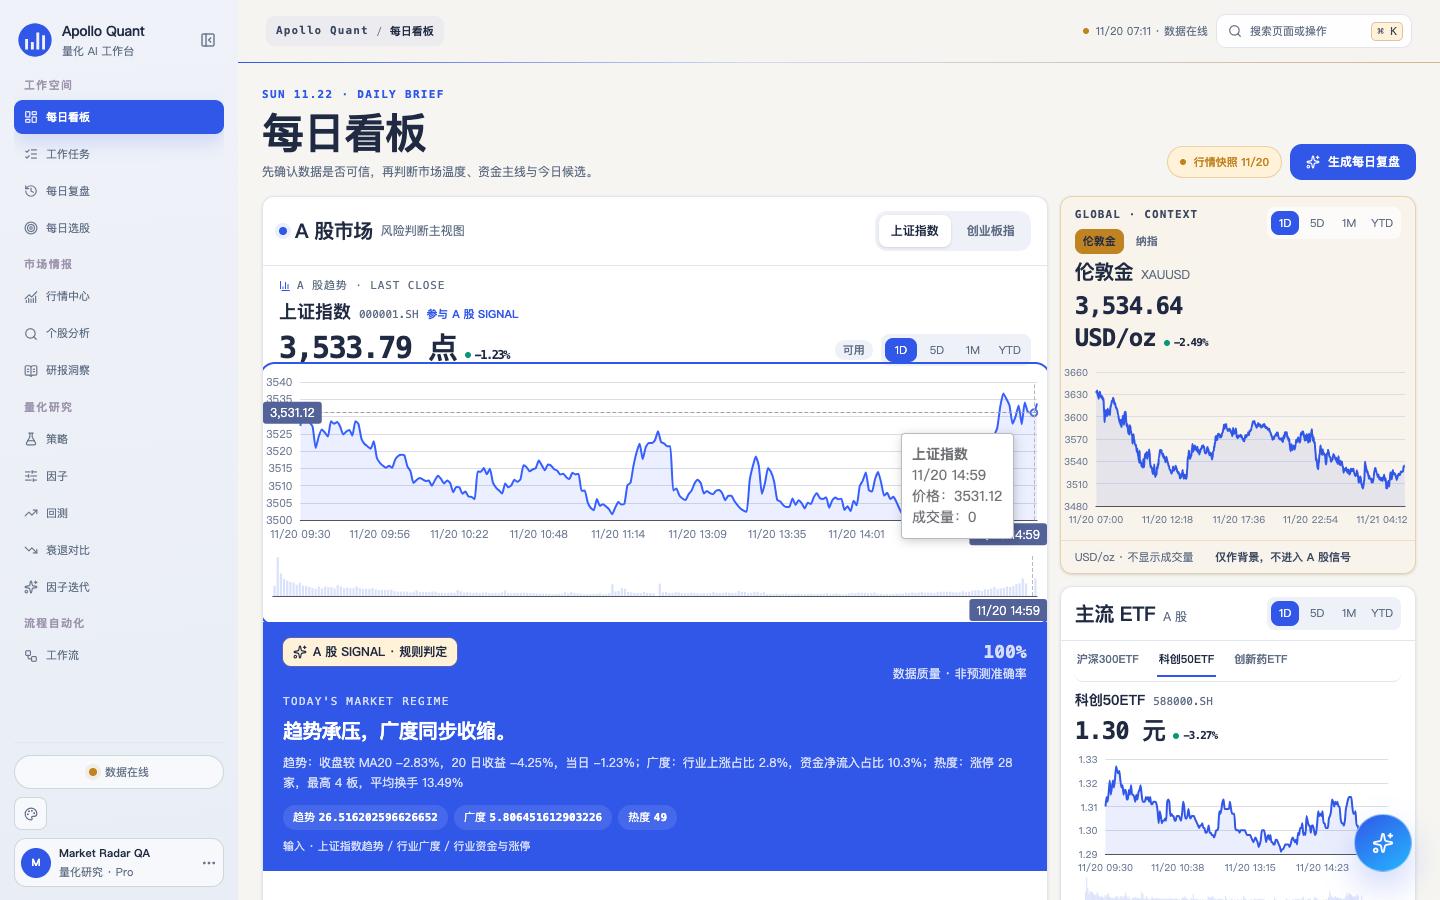 Apollo Quant
量化 AI 工作台
工作空间
每日看板
工作任务
每日复盘
每日选股
市场情报
行情中心
个股分析
研报洞察
量化研究
策略
因子
回测
衰退对比
因子迭代
流程自动化
工作流
数据在线
M
Market Radar QA
量化研究 · Pro
Apollo Quant / 每日看板
11/20 07:11 · 数据在线
搜索页面或操作
⌘ K
SUN 11.22 · DAILY BRIEF
每日看板
先确认数据是否可信，再判断市场温度、资金主线与今日候选。
行情快照 11/20
生成每日复盘
A 股市场 风险判断主视图
上证指数 创业板指
A 股趋势 · LAST CLOSE
上证指数 000001.SH 参与 A 股 SIGNAL
3,533.79 点 −1.23%
可用 1D 5D 1M YTD
3540
3535
3,531.12
3525
3520
3515
3510
3505
3500
上证指数
11/20 14:59
价格：3531.12
成交量：0
11/20 09:30 11/20 09:56 11/20 10:22 11/20 10:48 11/20 11:14 11/20 13:09 11/20 13:35 11/20 14:01 14:59
11/20 14:59
A 股 SIGNAL · 规则判定
100%
数据质量 · 非预测准确率
TODAY'S MARKET REGIME
趋势承压，广度同步收缩。
趋势：收盘较 MA20 −2.83%，20 日收益 −4.25%，当日 −1.23%；广度：行业上涨占比 2.8%，资金净流入占比 10.3%；热度：涨停 28
家，最高 4 板，平均换手 13.49%
趋势 26.516202596626652 广度 5.806451612903226 热度 49
输入 · 上证指数趋势 / 行业广度 / 行业资金与涨停
GLOBAL · CONTEXT
1D 5D 1M YTD
伦敦金 纳指
伦敦金 XAUUSD
3,534.64
USD/oz −2.49%
3660
3630
3600
3570
3540
3510
3480
11/20 07:00 11/20 12:18 11/20 17:36 11/20 22:54 11/21 04:12
USD/oz · 不显示成交量 仅作背景，不进入 A 股信号
主流 ETF A 股
1D 5D 1M YTD
沪深300ETF 科创50ETF 创新药ETF
科创50ETF 588000.SH
1.30 元 −3.27%
1.33
1.32
1.31
1.30
1.29
11/20 09:30 11/20 10:38 11/20 13:15 11/20 14:23